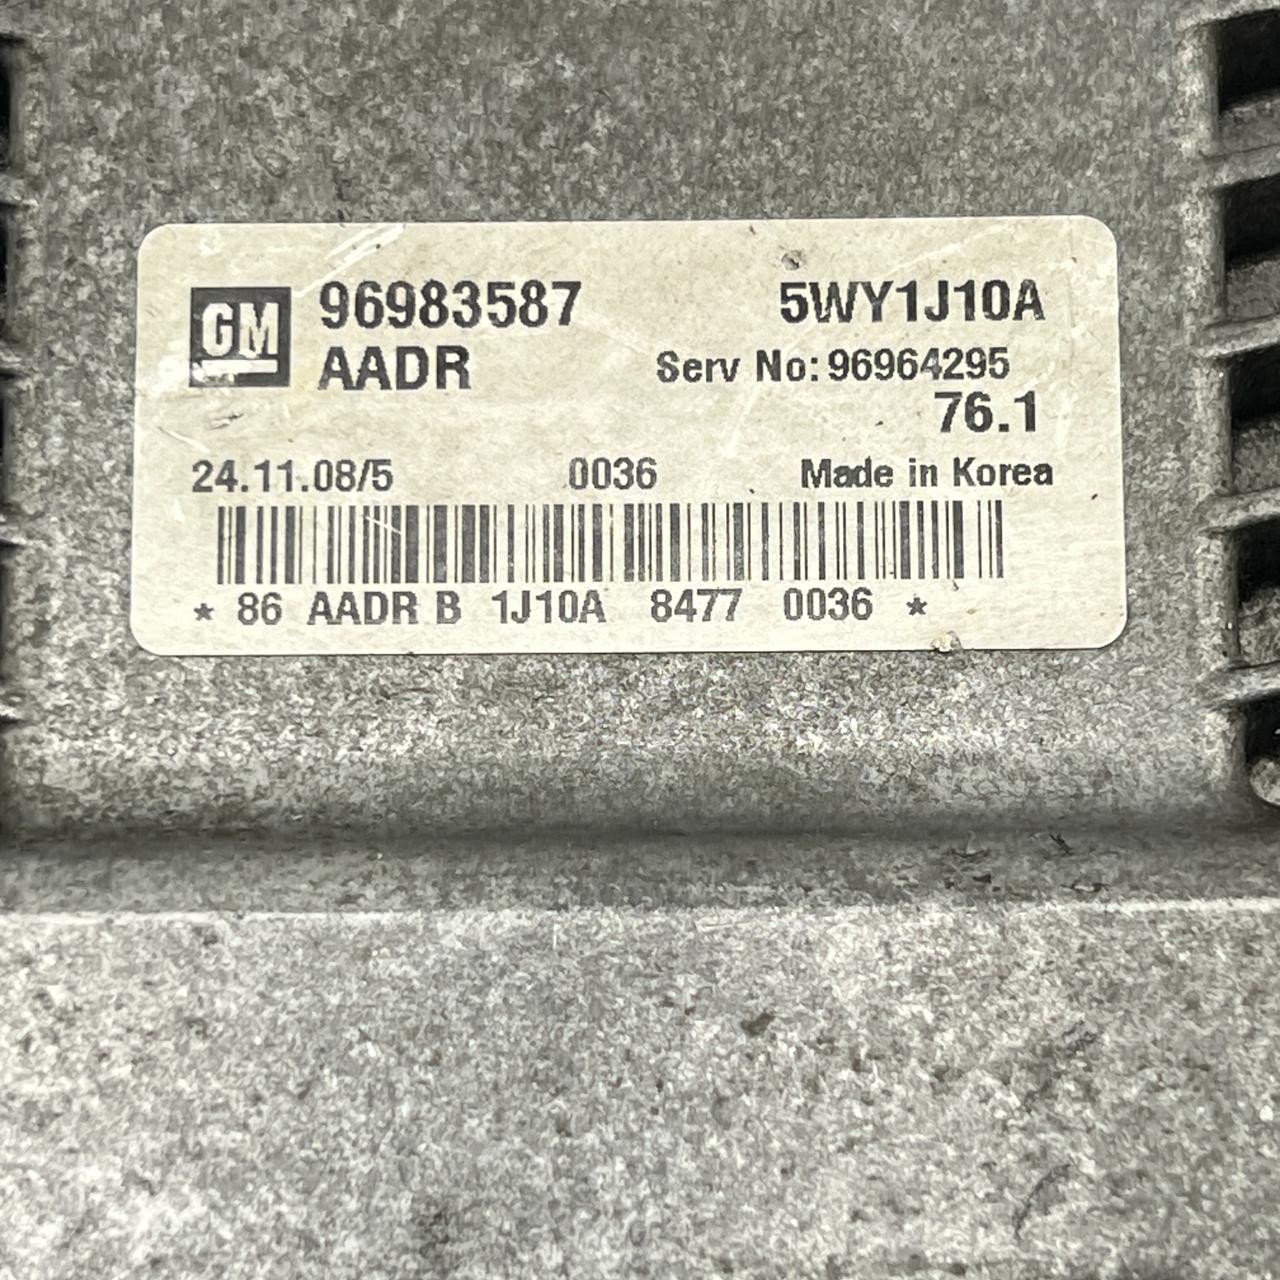 GM 96983587 5WY1J10A
AADR Serv No: 96964295
76.1
24.11.08/5 0036 Made in Korea
* 86 AADR B 1J10A 8477 0036 *